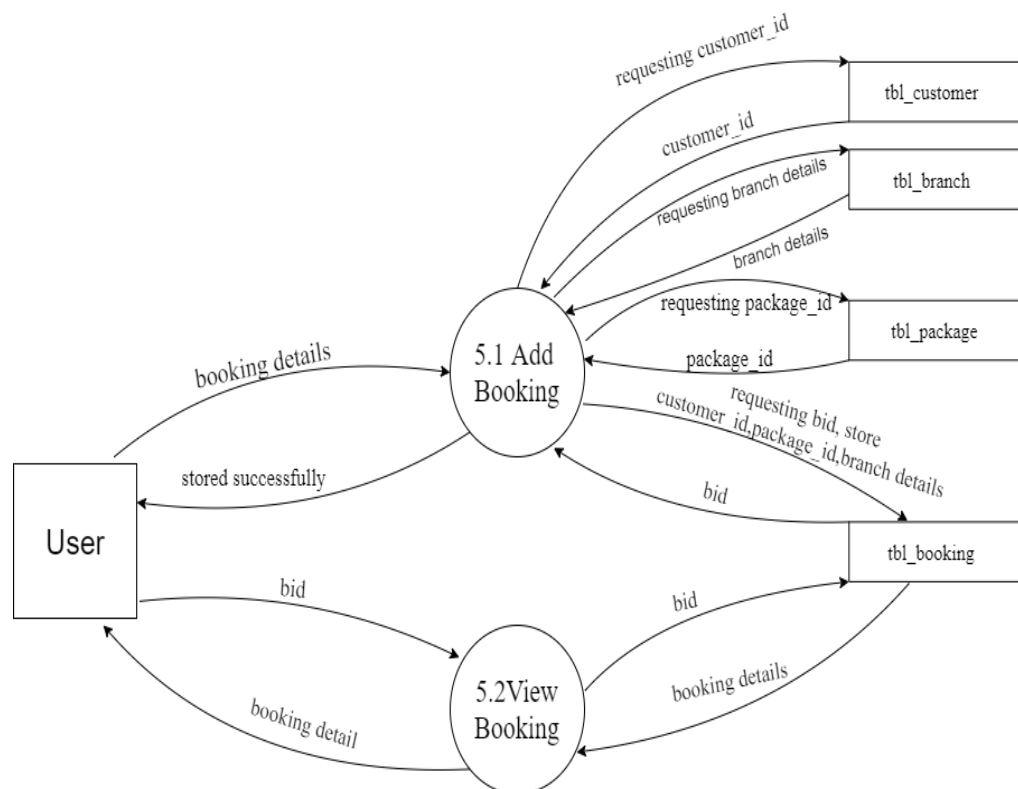 requesting customer_id
tbl_customer
customer_id
requesting branch details
tbl_branch
branch details
requesting package_id
tbl_package
package_id
5.1 Add
Booking
booking details
requesting bid, store
customer_id,package_id,branch details
stored successfully
bid
User
tbl_booking
bid
bid
5.2View
Booking
booking details
booking detail